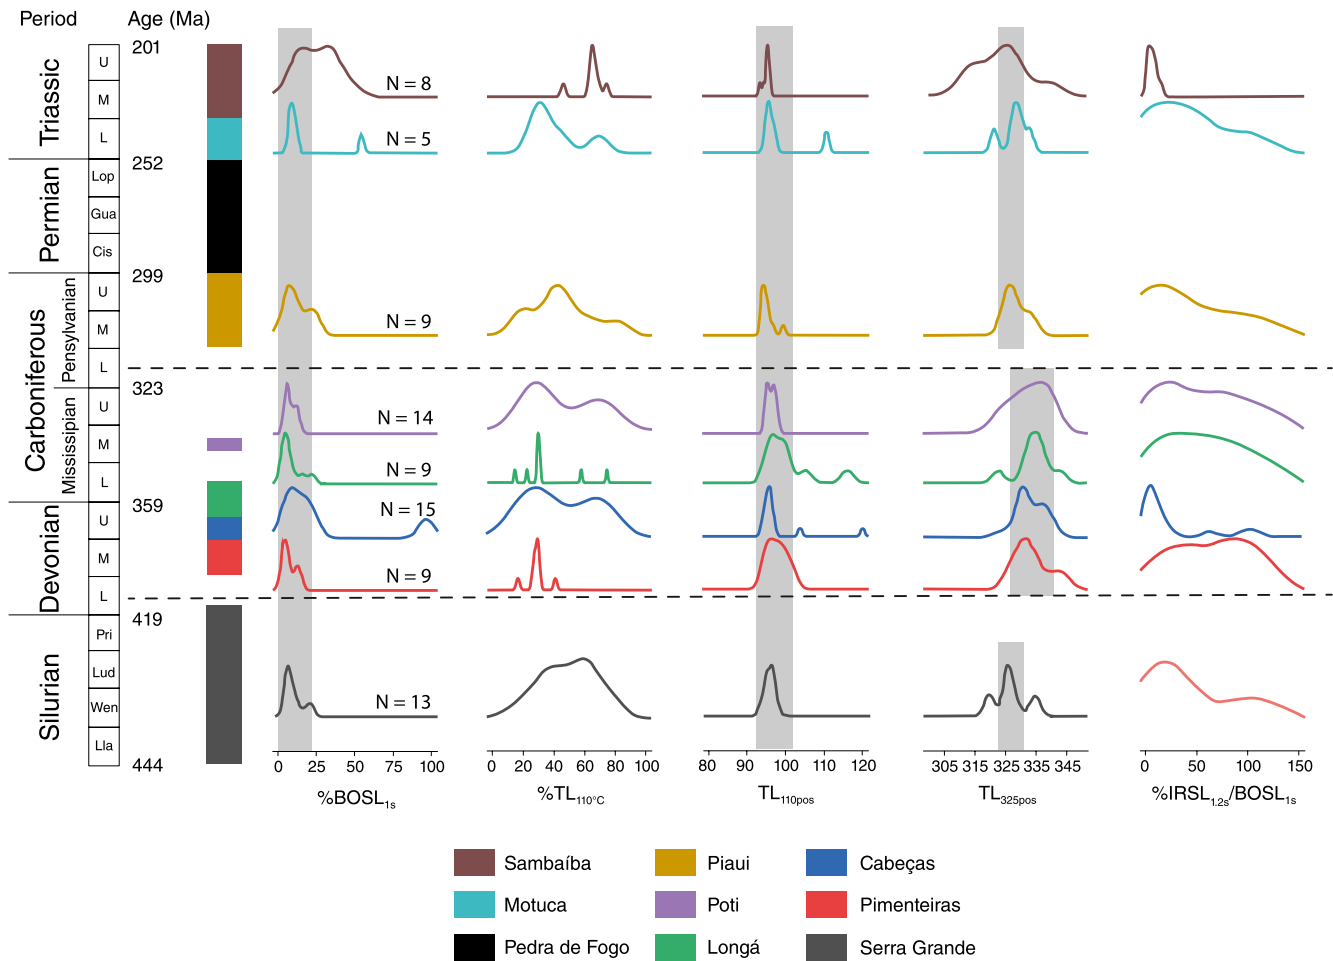 Period
Age (Ma)
Triassic
U
M
L
Permian
Lop
Gua
Cis
Carboniferous
Pensylvanian
U
M
L
Mississipian
U
M
L
Devonian
U
M
L
Silurian
Pri
Lud
Wen
Lla
201
252
299
323
359
419
444
N = 8
N = 5
N = 9
N = 14
N = 9
N = 15
N = 9
N = 13
0 25 50 75 100
%BOSL1s
0 20 40 60 80 100
%TL110°C
80 90 100 110 120
TL110pos
305 315 325 335 345
TL325pos
0 50 100 150
%IRSL1.2s/BOSL1s
Sambaíba
Piaui
Cabeças
Motuca
Poti
Pimenteiras
Pedra de Fogo
Longá
Serra Grande